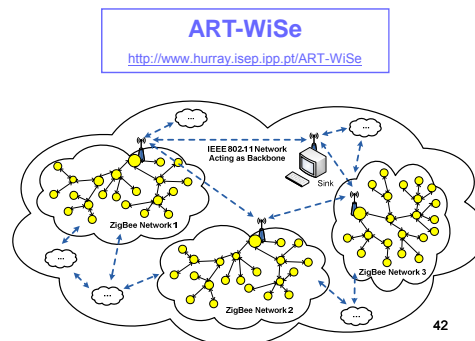 ART-WiSe
http://www.hurray.isep.ipp.pt/ART-WiSe
...
...
IEEE 802.11 Network
Acting as Backbone
Sink
ZigBee Network 1
ZigBee Network 3
...
...
ZigBee Network 2
...
42